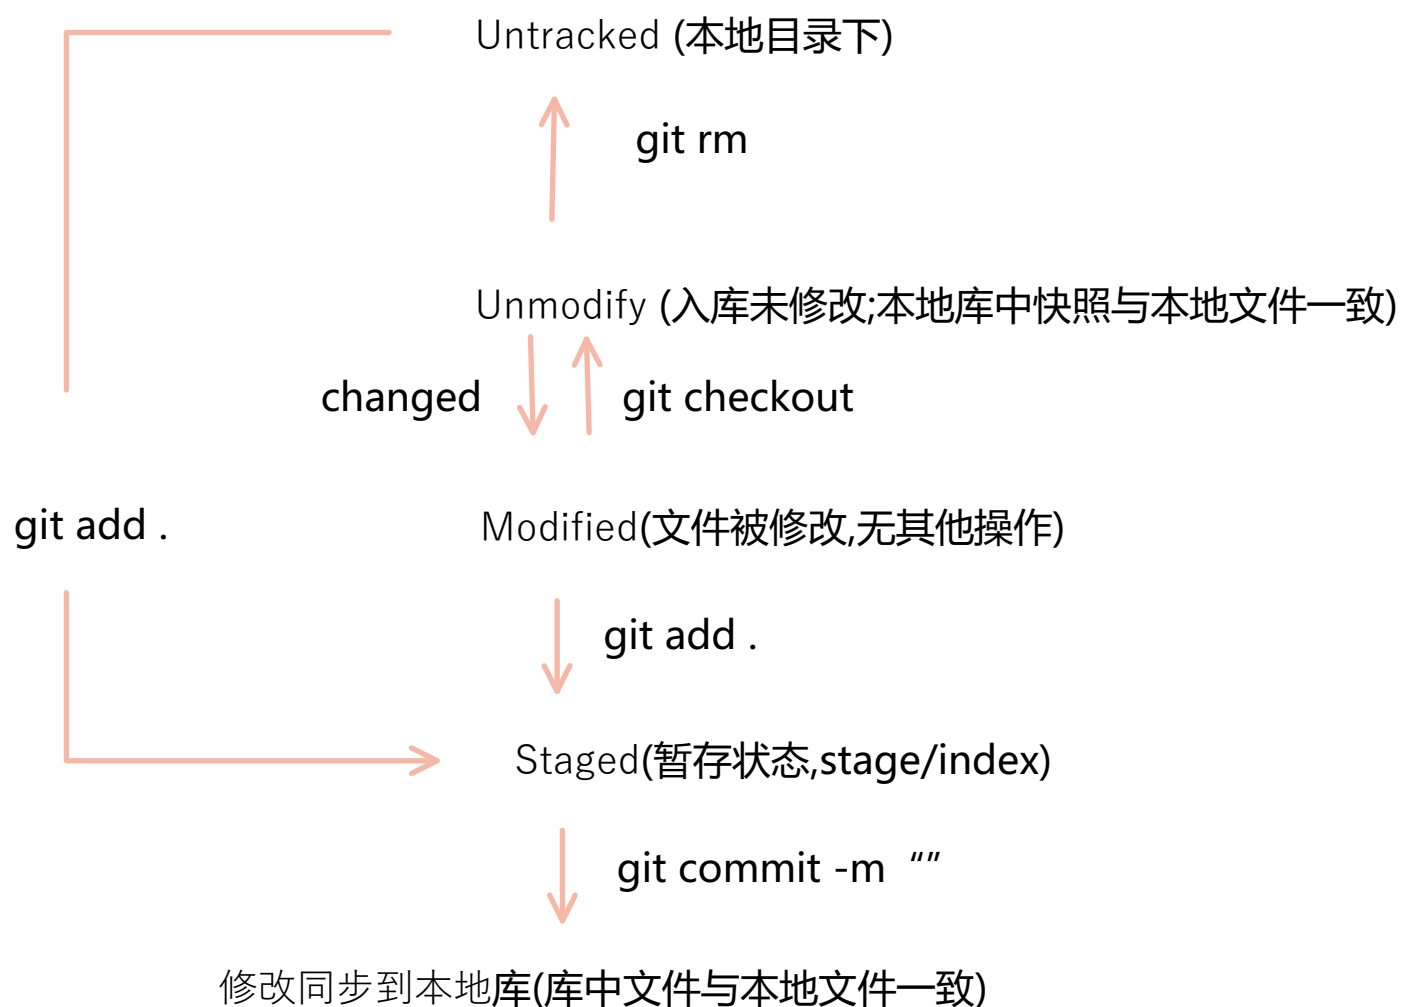 Untracked (本地目录下)
git rm
Unmodify (入库未修改;本地库中快照与本地文件一致)
changed
git checkout
git add .
Modified(文件被修改,无其他操作)
git add .
Staged(暂存状态,stage/index)
git commit -m “”
修改同步到本地库(库中文件与本地文件一致)